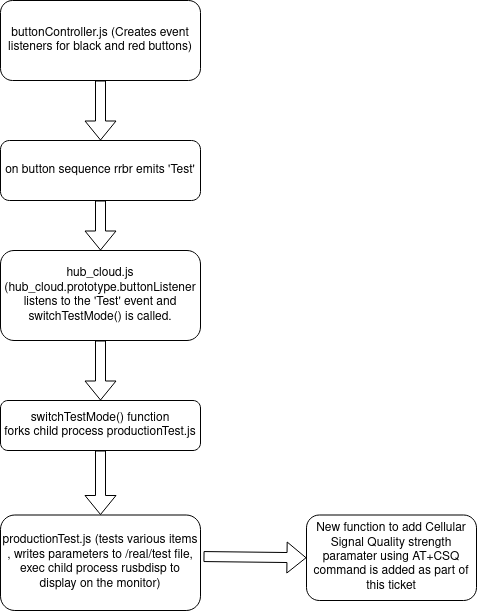 buttonController.js (Creates event
listeners for black and red buttons)
on button sequence rrbr emits 'Test'
hub_cloud.js
(hub_cloud.prototype.buttonListener
listens to the 'Test' event and
switchTestMode() is called.
switchTestMode() function
forks child process productionTest.js
productionTest.js (tests various items
, writes parameters to /real/test file,
exec child process rusbdisp to
display on the monitor)
New function to add Cellular
Signal Quality strength
paramater using AT+CSQ
command is added as part of
this ticket